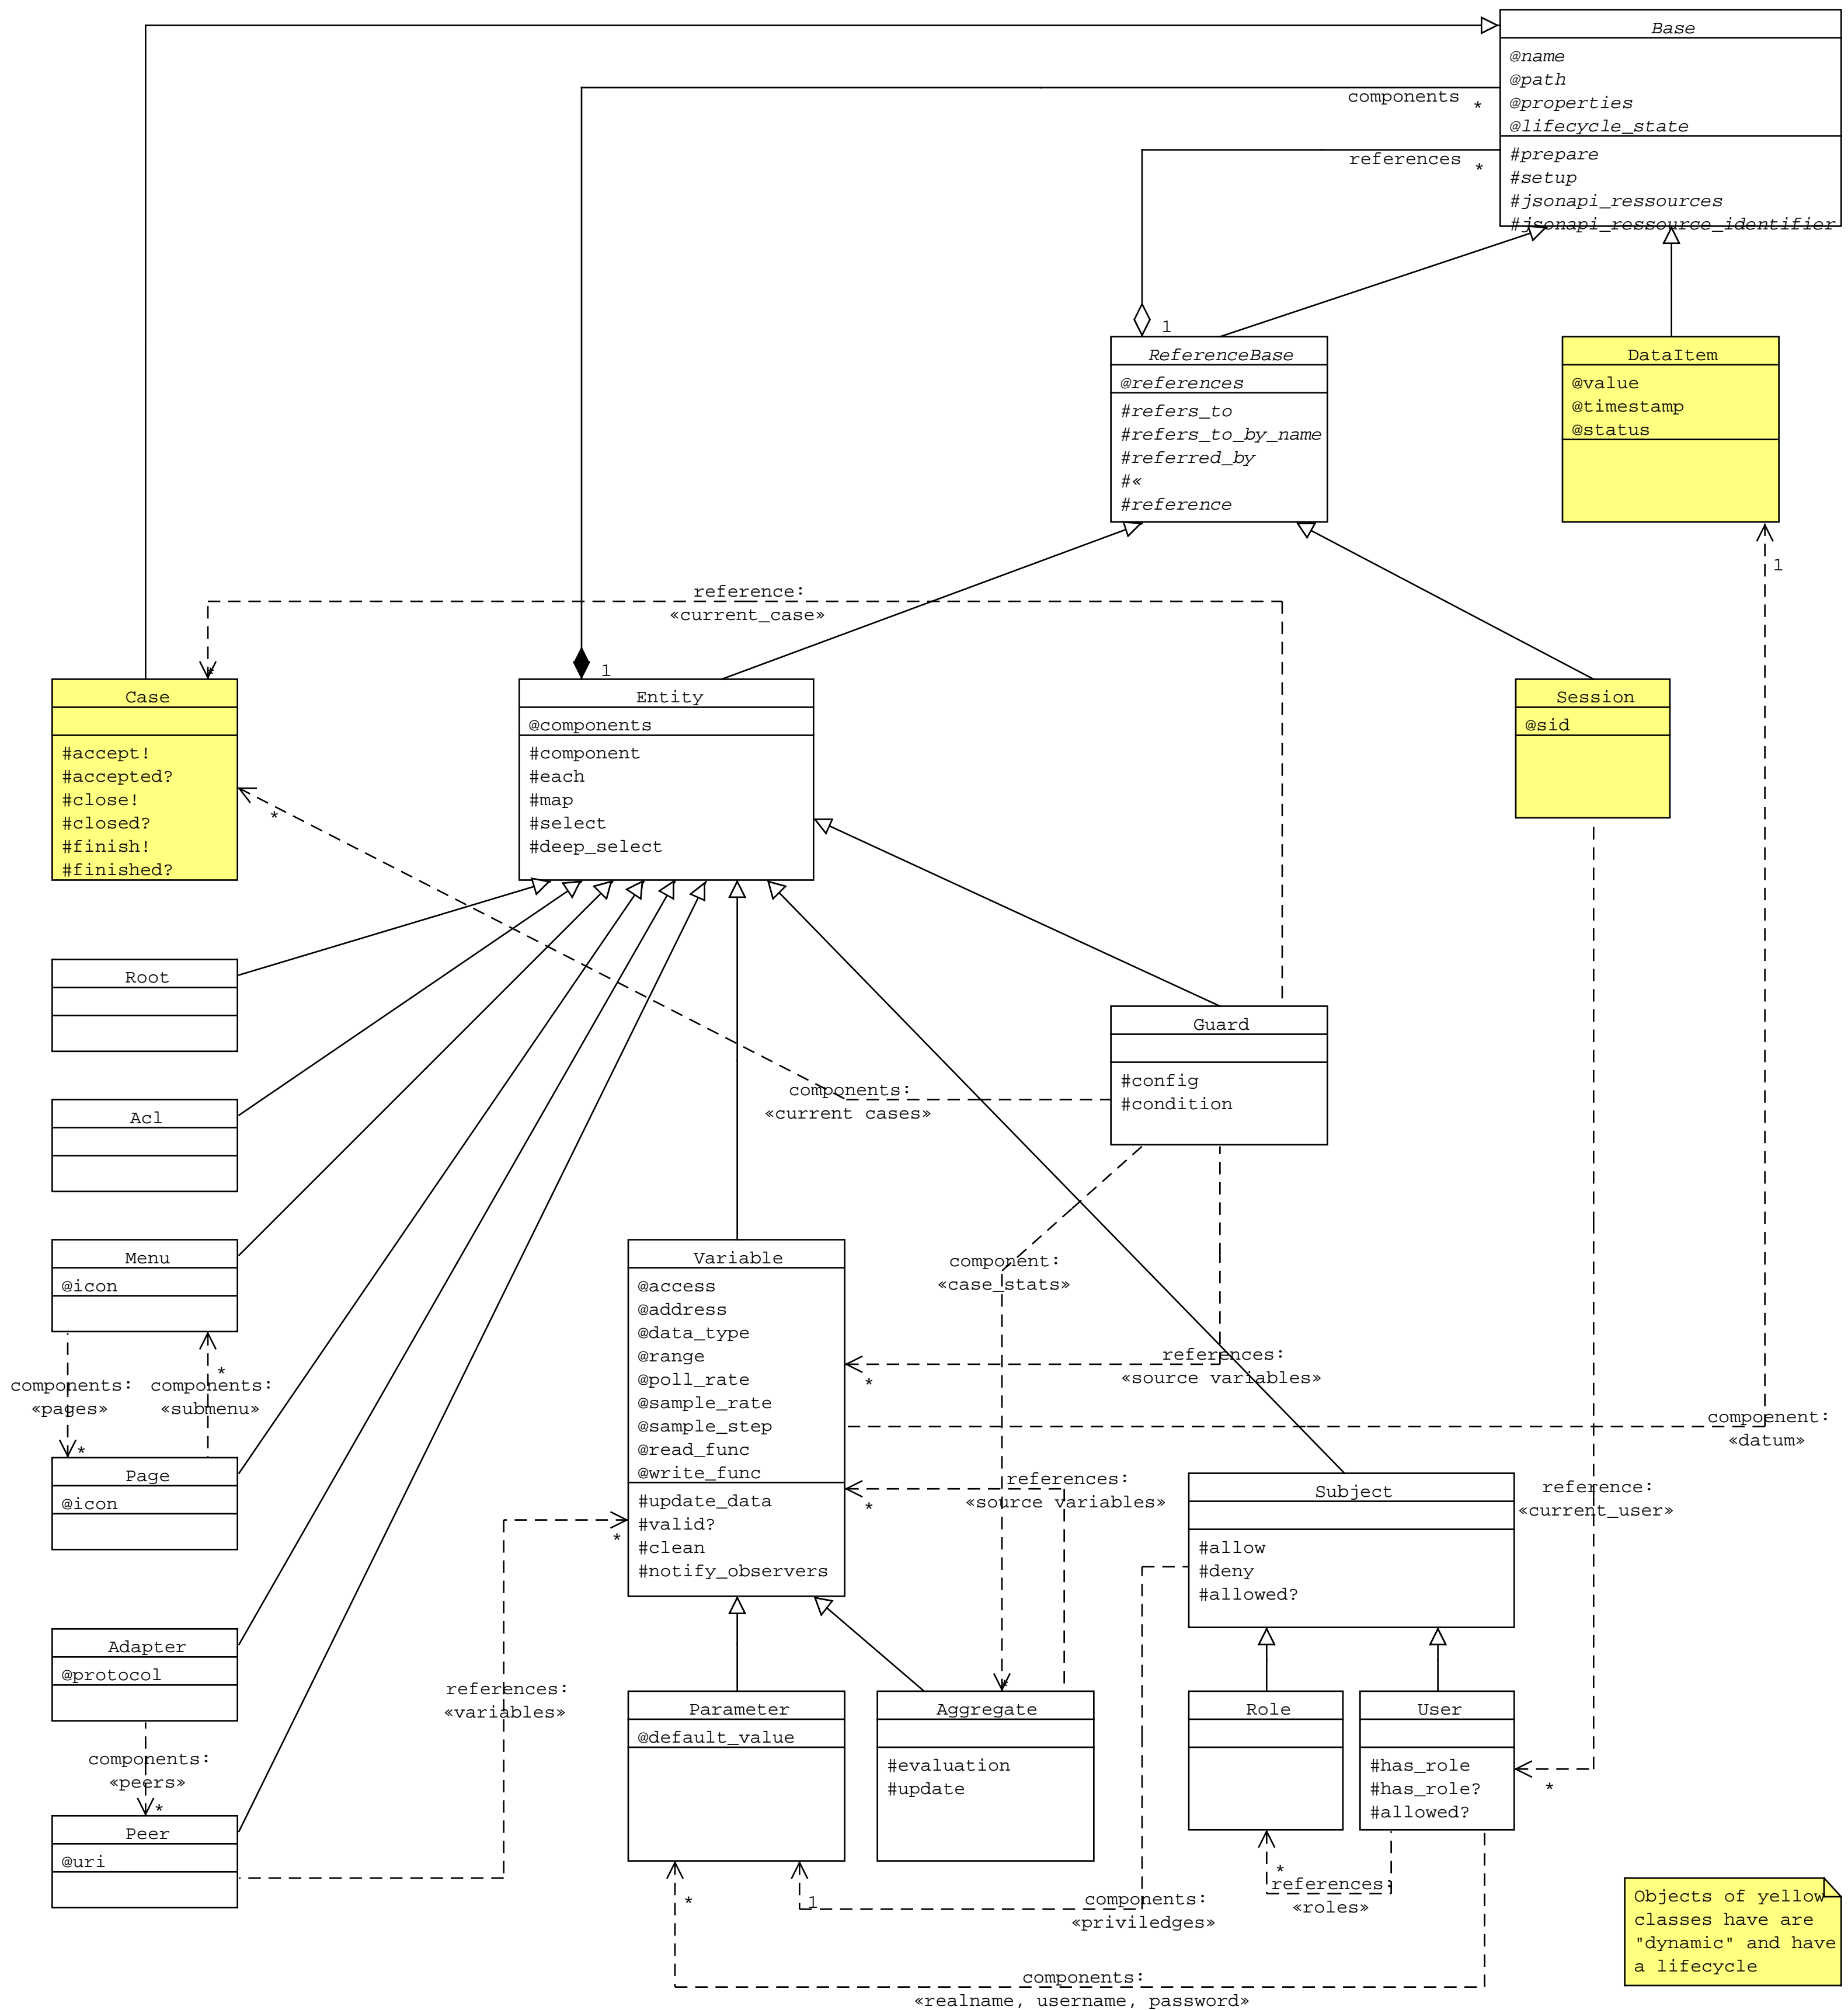 Base
@name
@path
@properties
@lifecycle_state
#prepare
#setup
#jsonapi_ressources
#jsonapi_ressource_identifier
components
*
references
*
1
ReferenceBase
@references
#refers_to
#refers_to_by_name
#referred_by
#«
#reference
DataItem
@value
@timestamp
@status
1
reference:
«current_case»
*
1
Case
#accept!
#accepted?
#close!
#closed?
#finish!
#finished?
*
Entity
@components
#component
#each
#map
#select
#deep_select
Session
@sid
Root
Guard
#config
#condition
components:
«current cases»
Acl
Menu
@icon
*
components:
«pages»
*
components:
«submenu»
Page
@icon
Variable
@access
@address
@data_type
@range
@poll_rate
@sample_rate
@sample_step
@read_func
@write_func
#update_data
#valid?
#clean
#notify_observers
component:
«case_stats»
references:
«source variables»
*
compoenent:
«datum»
references:
«source variables»
*
*
Subject
#allow
#deny
#allowed?
reference:
«current_user»
Adapter
@protocol
components:
«peers»
*
Peer
@uri
references:
«variables»
Parameter
@default_value
*
Aggregate
#evaluation
#update
Role
User
#has_role
#has_role?
#allowed?
*
*
references:
«roles»
*
1
components:
«priviledges»
components:
«realname, username, password»
Objects of yellow
classes have are
"dynamic" and have
a lifecycle